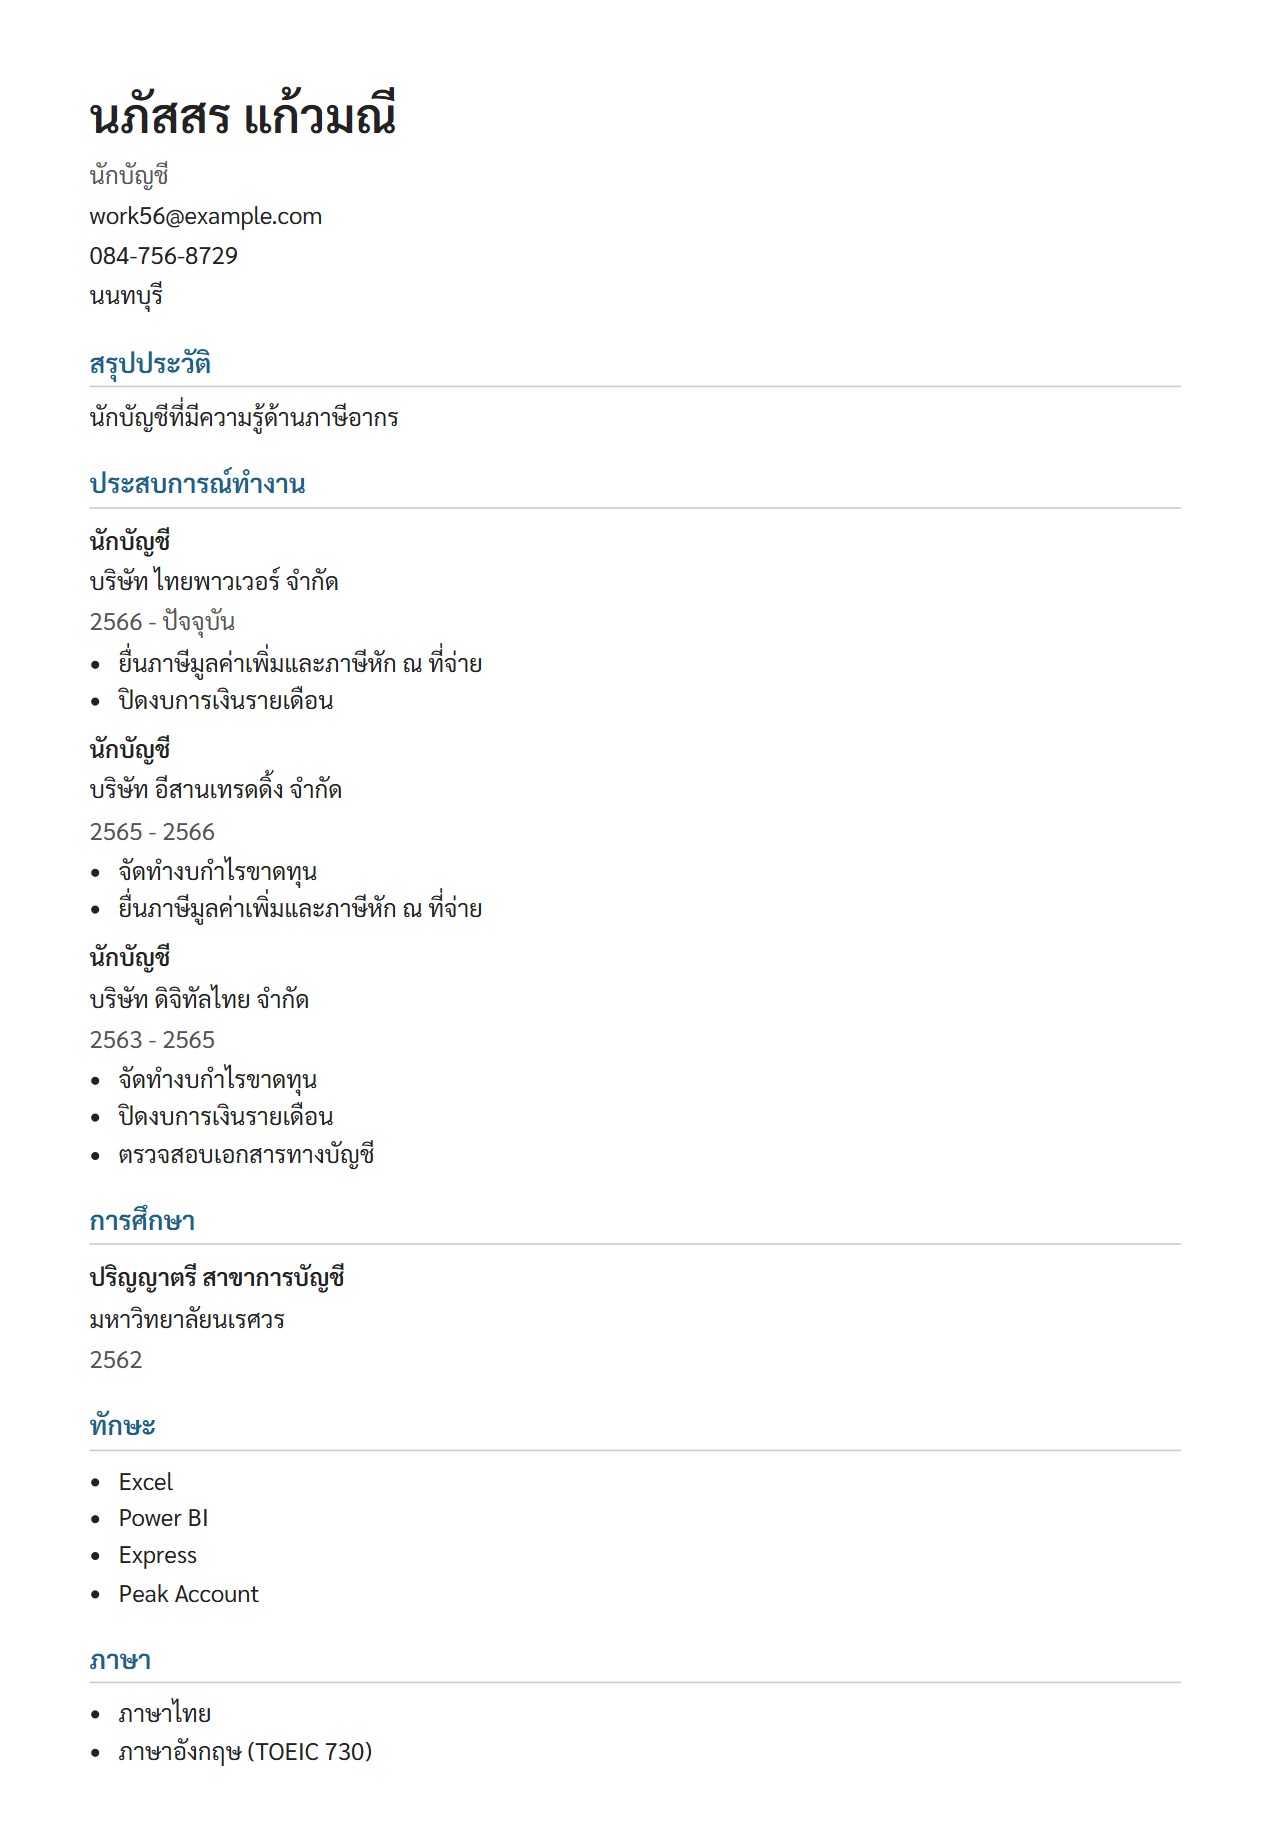 นภัสสร แก้วมณี
นักบัญชี
work56@example.com
084-756-8729
นนทบุรี
สรุปประวัติ
นักบัญชีที่มีความรู้ด้านภาษีอากร
ประสบการณ์ทำงาน
นักบัญชี
บริษัท ไทยพาวเวอร์ จำกัด
2566 - ปัจจุบัน
• ยื่นภาษีมูลค่าเพิ่มและภาษีหัก ณ ที่จ่าย
• ปิดงบการเงินรายเดือน
นักบัญชี
บริษัท อีสานเทรดดิ้ง จำกัด
2565 - 2566
• จัดทำงบกำไรขาดทุน
• ยื่นภาษีมูลค่าเพิ่มและภาษีหัก ณ ที่จ่าย
นักบัญชี
บริษัท ดิจิทัลไทย จำกัด
2563 - 2565
• จัดทำงบกำไรขาดทุน
• ปิดงบการเงินรายเดือน
• ตรวจสอบเอกสารทางบัญชี
การศึกษา
ปริญญาตรี สาขาการบัญชี
มหาวิทยาลัยนเรศวร
2562
ทักษะ
• Excel
• Power BI
• Express
• Peak Account
ภาษา
• ภาษาไทย
• ภาษาอังกฤษ (TOEIC 730)